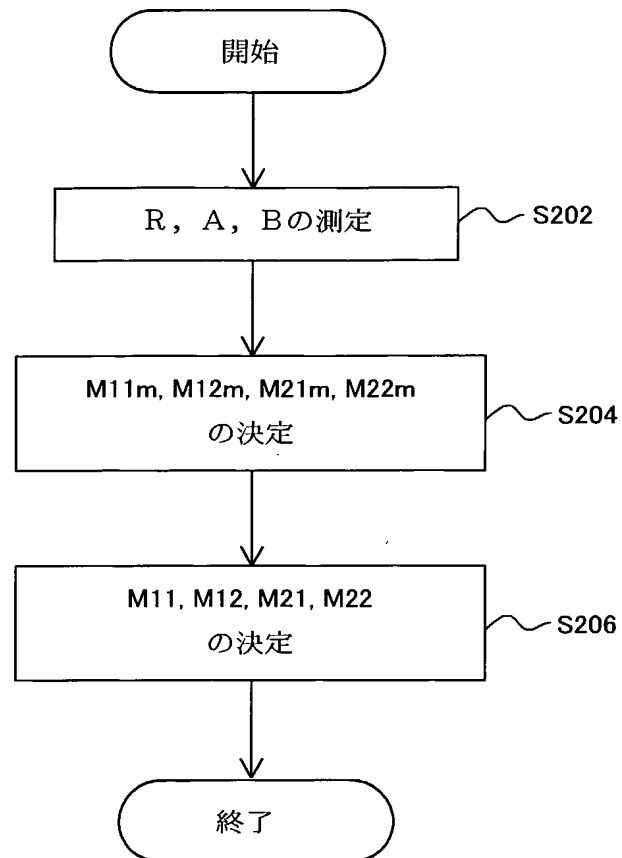 開始
R, A, Bの測定
S202
M11m, M12m, M21m, M22m
の決定
S204
M11, M12, M21, M22
の決定
S206
終了